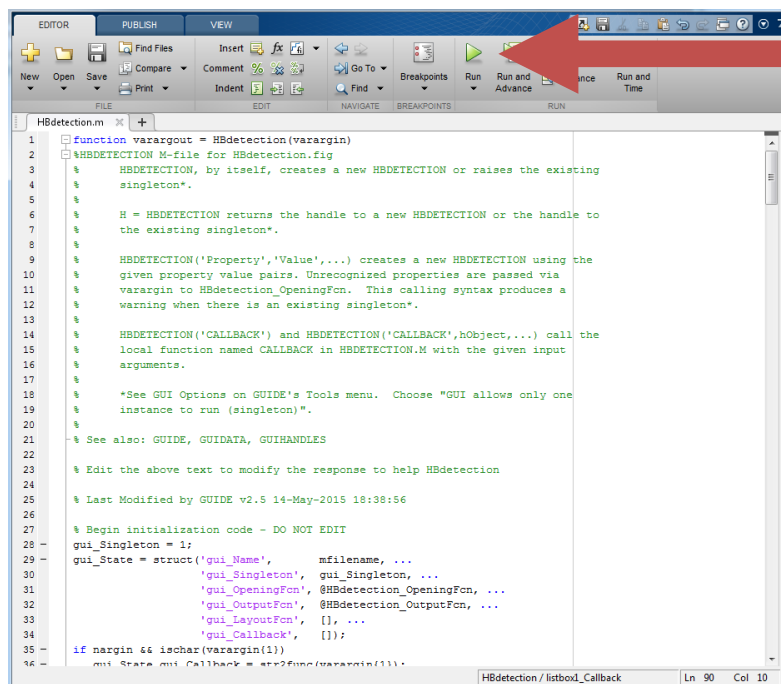 EDITOR PUBLISH VIEW
Find Files Insert fx
New Open Save Compare Comment Go To Breakpoints Run Run and Advance Run and Time
Print Indent Find
FILE EDIT NAVIGATE BREAKPOINTS RUN
HBdetection.m × +
1 function varargout = HBdetection(varargin)
2 %HBDETECTION M-file for HBdetection.fig
3 % HBDETECTION, by itself, creates a new HBDETECTION or raises the existing
4 % singleton*.
5 %
6 % H = HBDETECTION returns the handle to a new HBDETECTION or the handle to
7 % the existing singleton*.
8 %
9 % HBDETECTION('Property','Value',...) creates a new HBDETECTION using the
10 % given property value pairs. Unrecognized properties are passed via
11 % varargin to HBdetection_OpeningFcn. This calling syntax produces a
12 % warning when there is an existing singleton*.
13 %
14 % HBDETECTION('CALLBACK') and HBDETECTION('CALLBACK',hObject,...) call the
15 % local function named CALLBACK in HBDETECTION.M with the given input
16 % arguments.
17 %
18 % *See GUI Options on GUIDE's Tools menu. Choose "GUI allows only one
19 % instance to run (singleton)".
20 %
21 % See also: GUIDE, GUIDATA, GUIHANDLES
22
23 % Edit the above text to modify the response to help HBdetection
24
25 % Last Modified by GUIDE v2.5 14-May-2015 18:38:56
26
27 % Begin initialization code - DO NOT EDIT
28 – gui_Singleton = 1;
29 – gui_State = struct('gui_Name', mfilename, ...
30 'gui_Singleton', gui_Singleton, ...
31 'gui_OpeningFcn', @HBdetection_OpeningFcn, ...
32 'gui_OutputFcn', @HBdetection_OutputFcn, ...
33 'gui_LayoutFcn', [], ...
34 'gui_Callback', []);
35 – if nargin && ischar(varargin{1})
36 – gui_State.gui_Callback = str2func(varargin{1});
HBdetection / listbox1_Callback Ln 90 Col 10